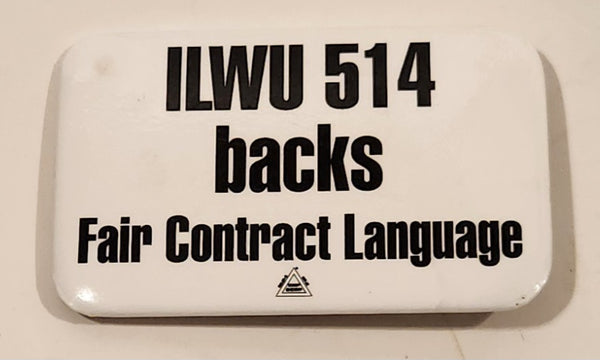 ILWU 514
backs
Fair Contract Language